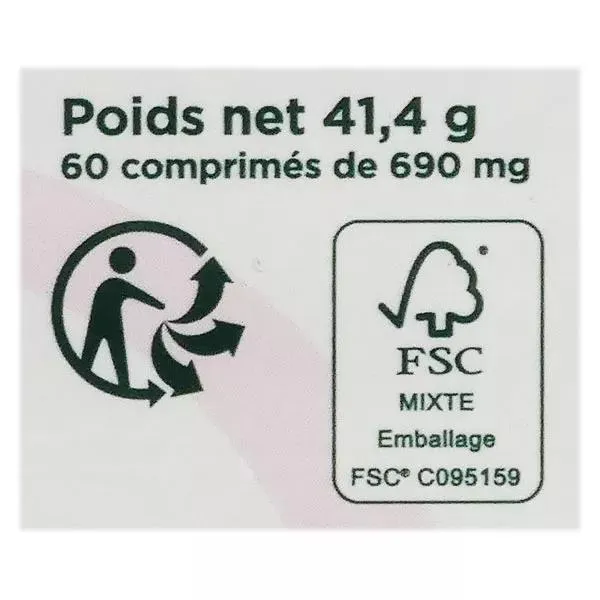 Poids net 41,4 g
60 comprimés de 690 mg
FSC
MIXTE
Emballage
FSC® C095159